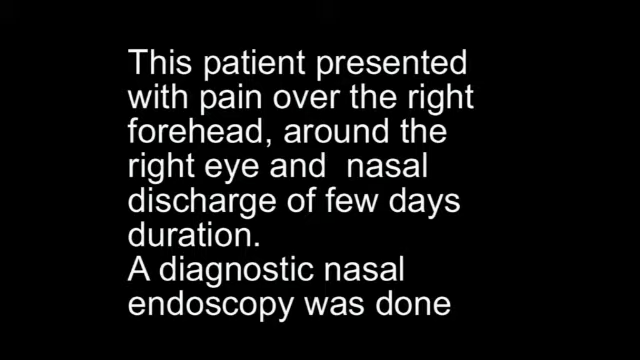 This patient presented
with pain over the right
forehead, around the
right eye and  nasal
discharge of few days
duration.
A diagnostic nasal
endoscopy was done